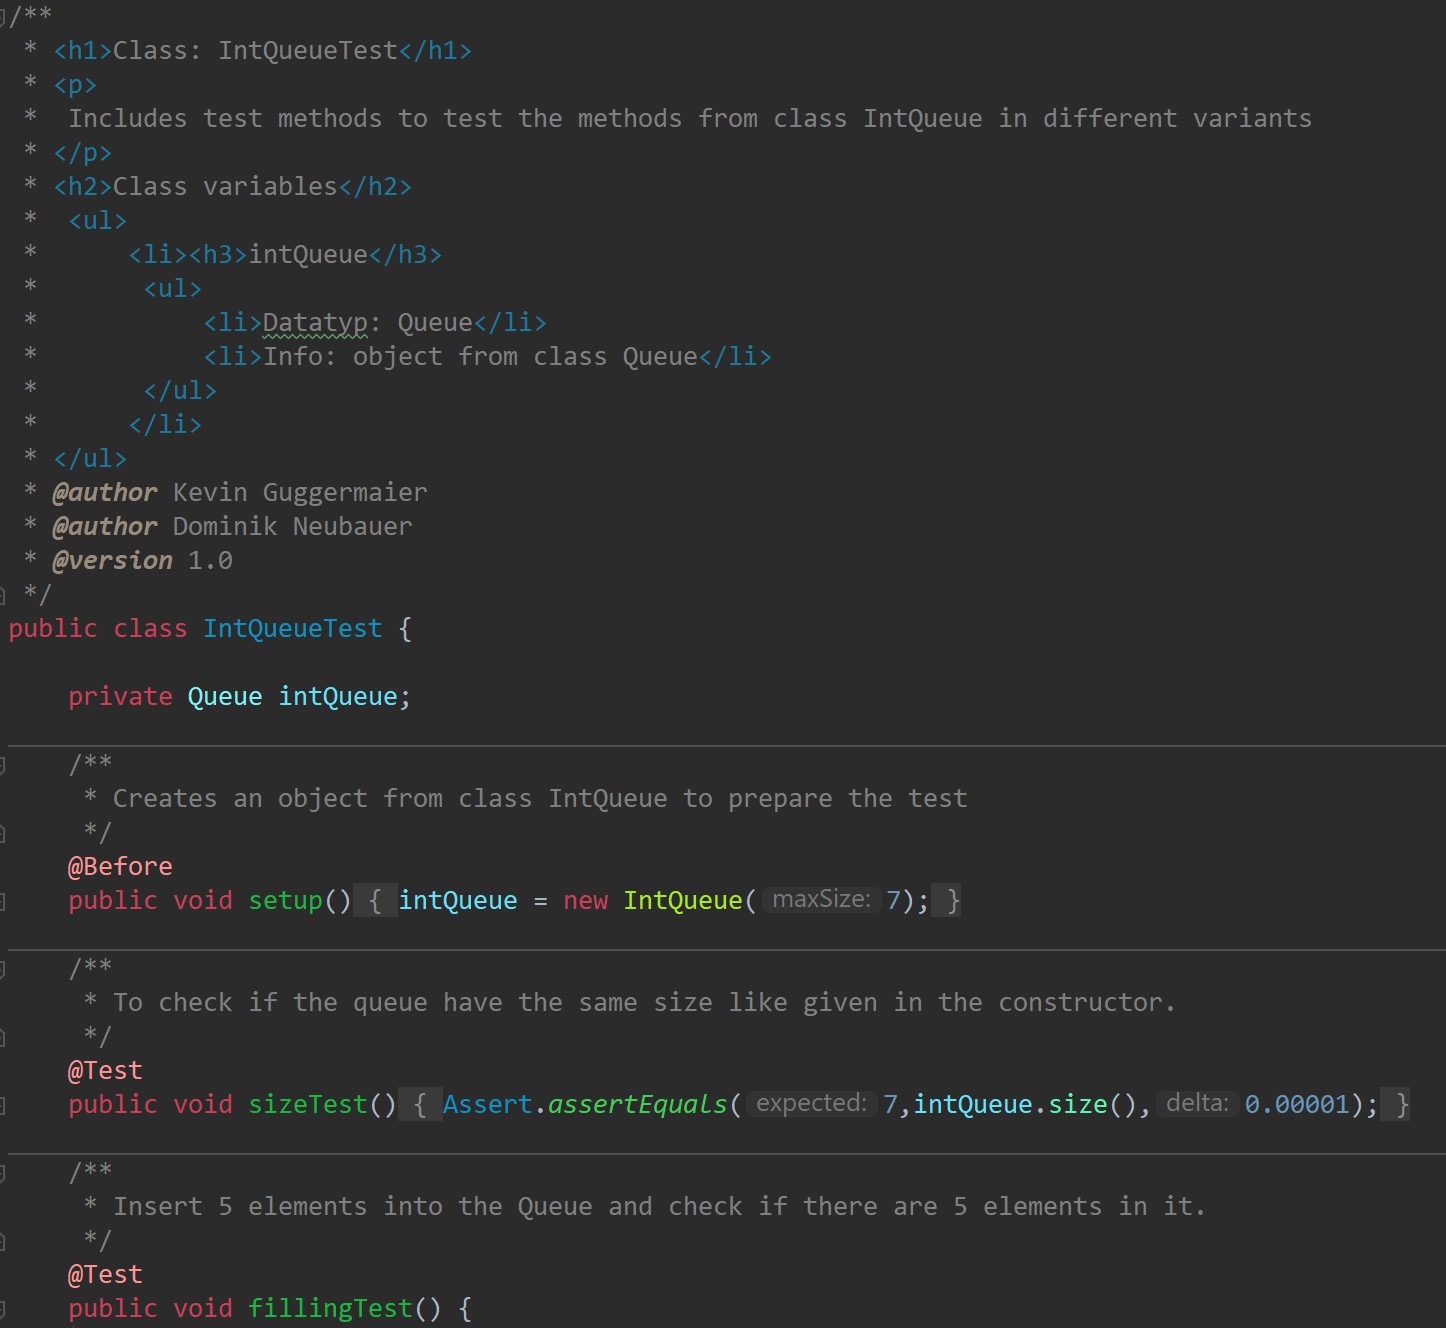 /**
 * <h1>Class: IntQueueTest</h1>
 * <p>
 *  Includes test methods to test the methods from class IntQueue in different variants
 * </p>
 * <h2>Class variables</h2>
 *  <ul>
 *      <li><h3>intQueue</h3>
 *       <ul>
 *           <li>Datatyp: Queue</li>
 *           <li>Info: object from class Queue</li>
 *       </ul>
 *      </li>
 * </ul>
 * @author Kevin Guggermaier
 * @author Dominik Neubauer
 * @version 1.0
 */
public class IntQueueTest {
    private Queue intQueue;
    /**
     * Creates an object from class IntQueue to prepare the test
     */
    @Before
    public void setup() { intQueue = new IntQueue( maxSize: 7); }
    /**
     * To check if the queue have the same size like given in the constructor.
     */
    @Test
    public void sizeTest() { Assert.assertEquals( expected: 7,intQueue.size(), delta: 0.00001); }
    /**
     * Insert 5 elements into the Queue and check if there are 5 elements in it.
     */
    @Test
    public void fillingTest() {